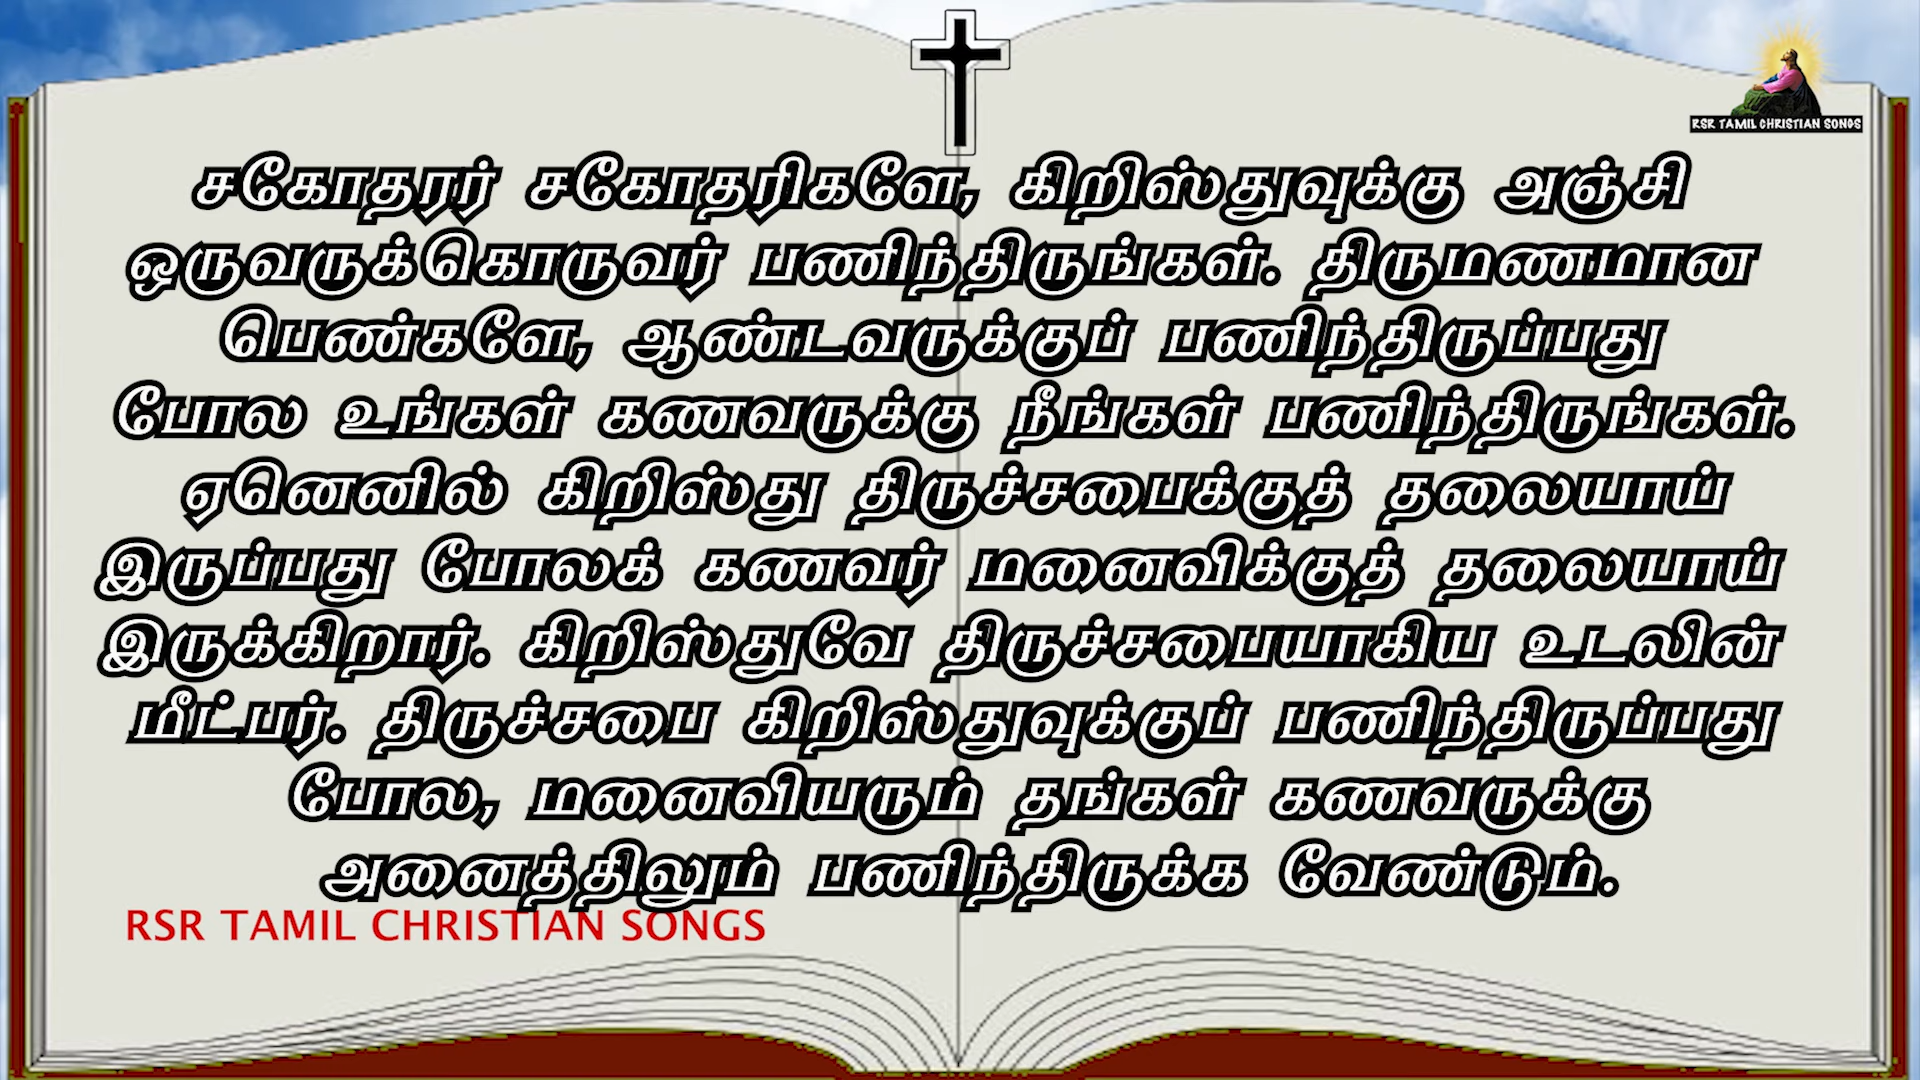 RSR TAMIL CHRISTIAN SONGS
சகோதரர் சகோதரிகளே, கிறிஸ்துவுக்கு அஞ்சி
ஒருவருக்கொருவர் பணிந்திருங்கள். திருமணமான
பெண்களே, ஆண்டவருக்குப் பணிந்திருப்பது
போல உங்கள் கணவருக்கு நீங்கள் பணிந்திருங்கள்.
ஏனெனில் கிறிஸ்து திருச்சபைக்குத் தலையாய்
இருப்பது போலக் கணவர் மனைவிக்குத் தலையாய்
இருக்கிறார். கிறிஸ்துவே திருச்சபையாகிய உடலின்
மீட்பர். திருச்சபை கிறிஸ்துவுக்குப் பணிந்திருப்பது
போல, மனைவியரும் தங்கள் கணவருக்கு
அனைத்திலும் பணிந்திருக்க வேண்டும்.
RSR TAMIL CHRISTIAN SONGS